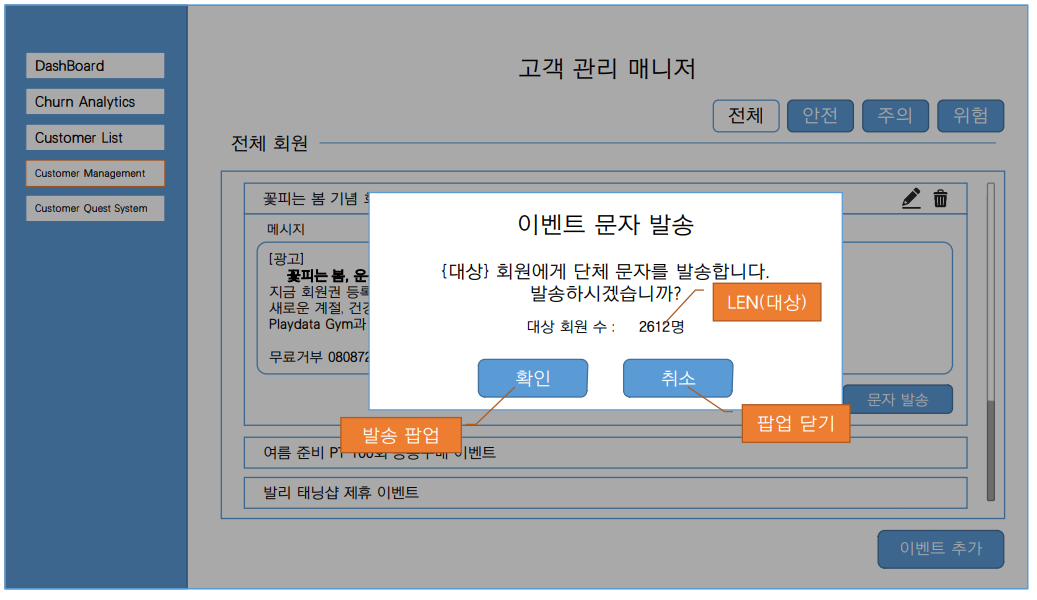 고객 관리 매니저
DashBoard
Churn Analytics
Customer List
Customer Management
Customer Quest System
전체
안전
주의
위험
전체 회원
꽃피는 봄 기념
메시지
[광고]
꽃피는 봄, 운
지금 회원권 등록
새로운 계절, 건강
Playdata Gym과
무료거부 080872
이벤트 문자 발송
{대상} 회원에게 단체 문자를 발송합니다.
발송하시겠습니까?
LEN(대상)
대상 회원 수 : 2612명
확인
취소
발송 팝업
팝업 닫기
문자 발송
여름 준비 PT 100회 이벤트
발리 태닝샵 제휴 이벤트
이벤트 추가